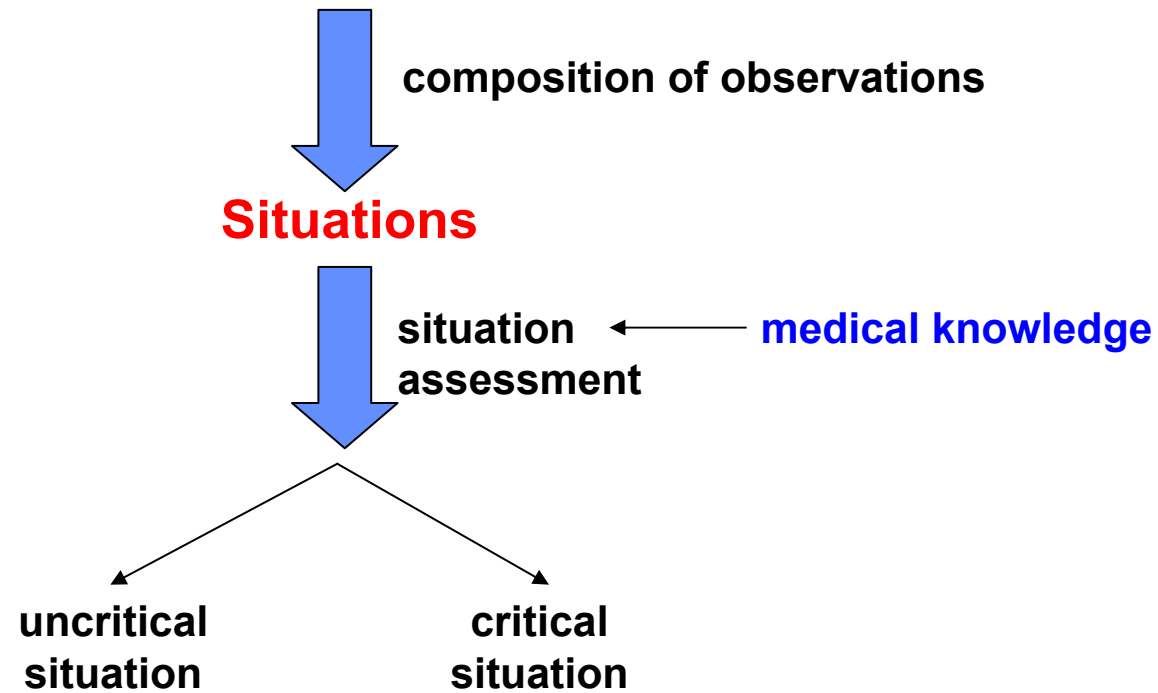 composition of observations
Situations
situation
assessment
medical knowledge
uncritical
situation
critical
situation